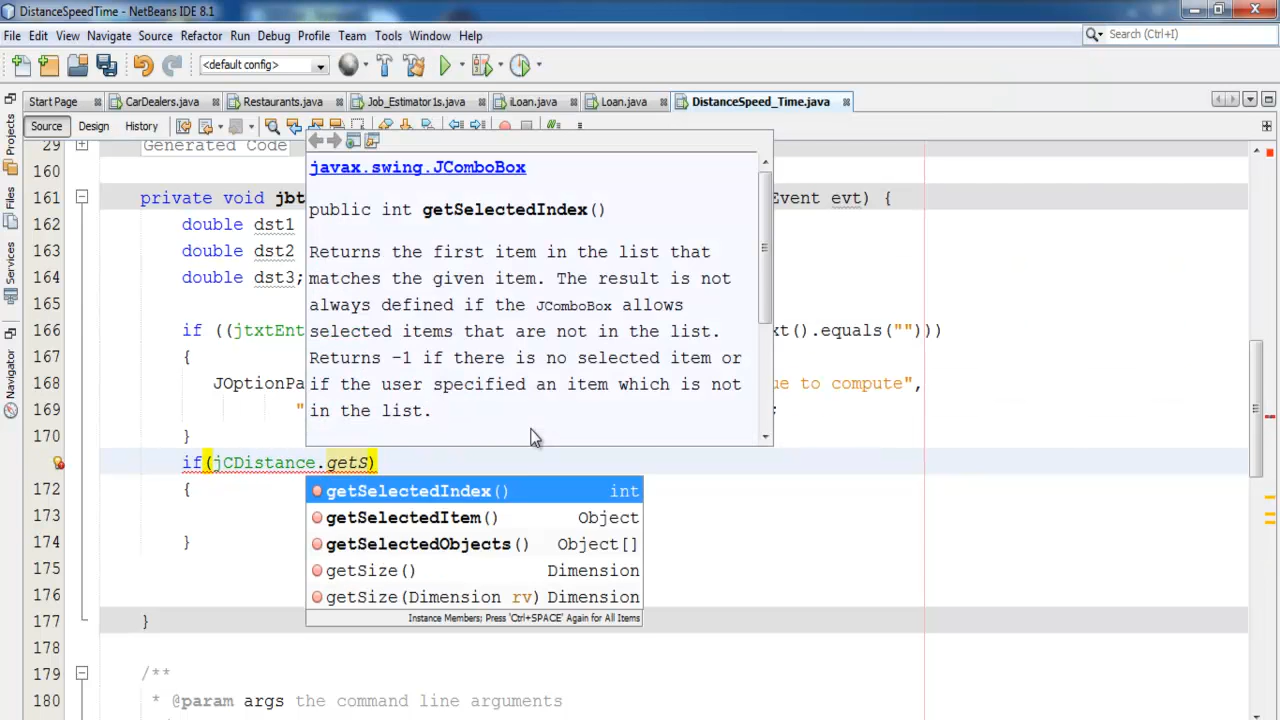 DistanceSpeedTime - NetBeans IDE 8.1
File Edit View Navigate Source Refactor Run Debug Profile Team Tools Window Help
Search (Ctrl+I)
<default config>
Start Page CarDealers.java Restaurants.java Job_Estimator1s.java iLoan.java Loan.java DistanceSpeed_Time.java
Source Design History
Projects
Files
Services
Navigator
29 Generated Code
160
161 private void jbt Event evt) {
162 double dst1
163 double dst2
164 double dst3;
165
166 if ((jtxtEnt xt().equals("")))
167 {
168 JOptionPa ue to compute",
169 " ;
170 }
if(jCDistance.getS)
172 {
173
174 }
175
176
177 }
178
179 /**
180 * @param args the command line arguments
javax.swing.JComboBox
public int getSelectedIndex()
Returns the first item in the list that
matches the given item. The result is not
always defined if the JComboBox allows
selected items that are not in the list.
Returns -1 if there is no selected item or
if the user specified an item which is not
in the list.
getSelectedIndex() int
getSelectedItem() Object
getSelectedObjects() Object[]
getSize() Dimension
getSize(Dimension rv) Dimension
Instance Members; Press 'Ctrl+SPACE' Again for All Items